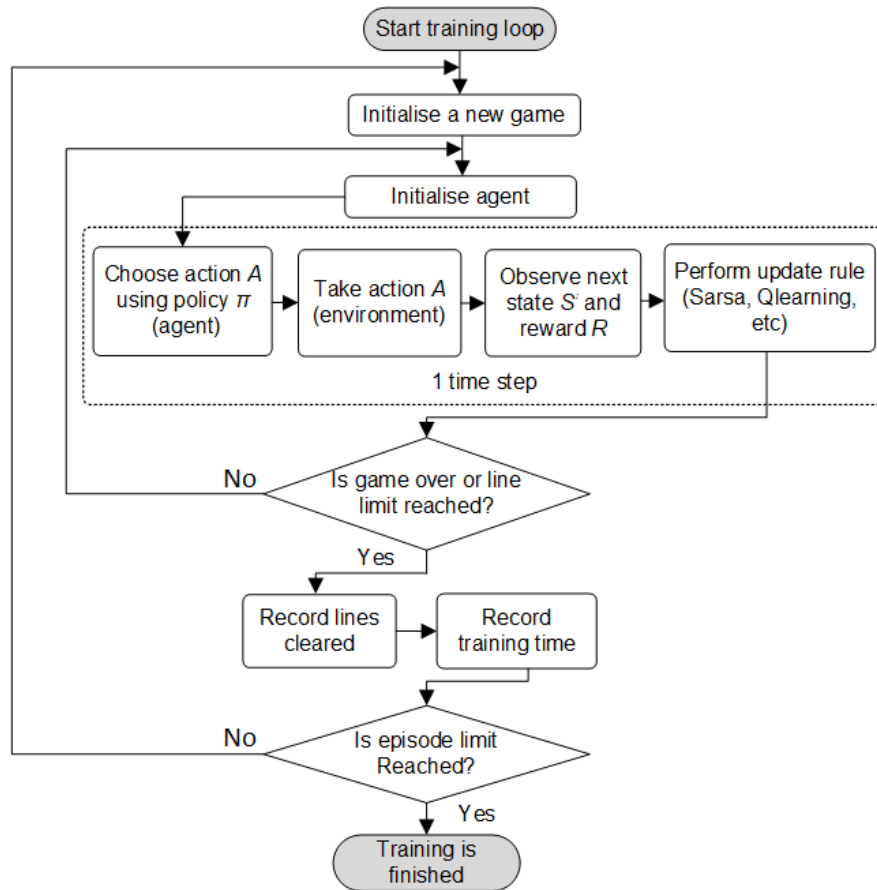 Start training loop
Initialise a new game
Initialise agent
Choose action A
using policy π
(agent)
Take action A
(environment)
Observe next
state S' and
reward R
Perform update rule
(Sarsa, Qlearning,
etc)
1 time step
No
Is game over or line
limit reached?
Yes
Record lines
cleared
Record
training time
No
Is episode limit
Reached?
Yes
Training is
finished